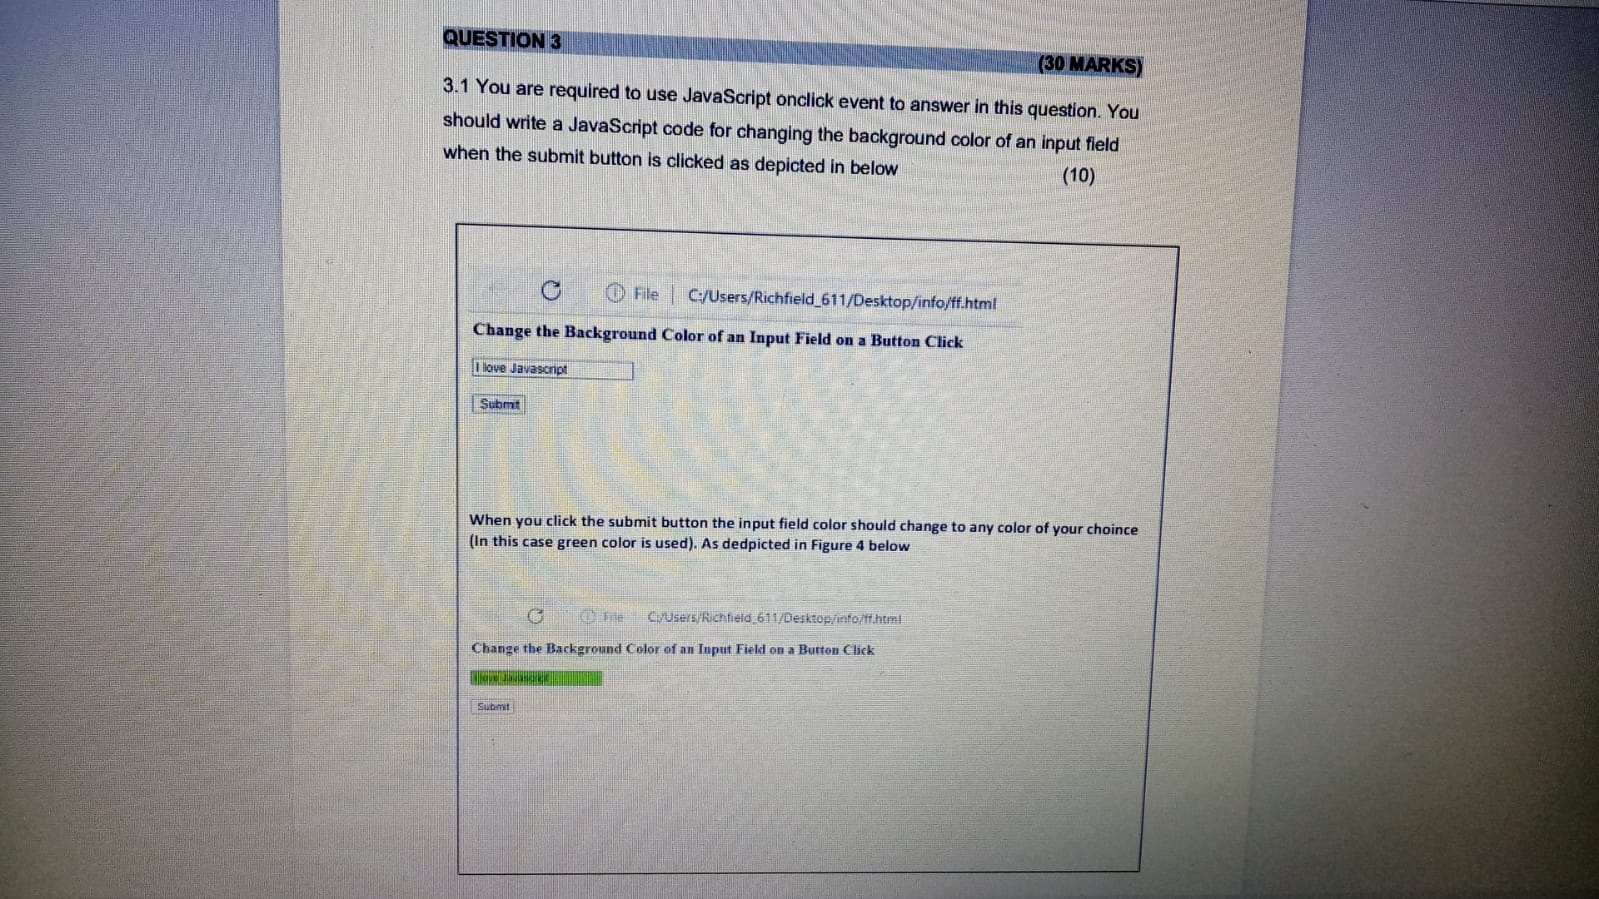 QUESTION 3
(30 MARKS)
3.1 You are required to use JavaScript onclick event to answer in this question. You
should write a JavaScript code for changing the background color of an input field
when the submit button is clicked as depicted in below
(10)
File | C:/Users/Richfield_611/Desktop/info/ff.html
Change the Background Color of an Input Field on a Button Click
I love Javascript
Submit
When you click the submit button the input field color should change to any color of your choince
(In this case green color is used). As dedpicted in Figure 4 below
File C:/Users/Richfield_611/Desktop/info/ff.html
Change the Background Color of an Input Field on a Button Click
I love Javascript
Submit